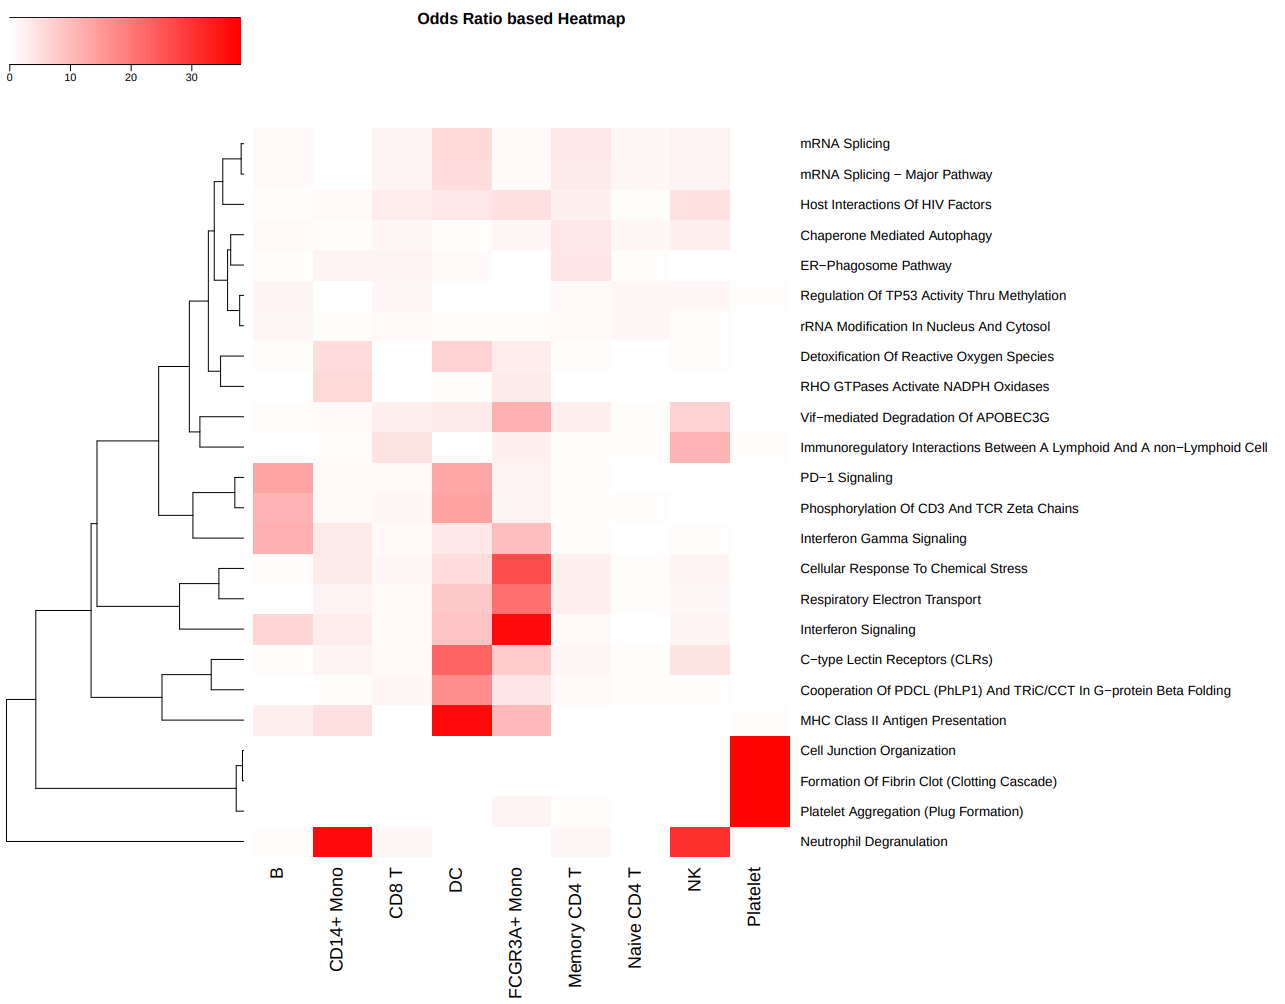 Odds Ratio based Heatmap
0 10 20 30
mRNA Splicing
mRNA Splicing − Major Pathway
Host Interactions Of HIV Factors
Chaperone Mediated Autophagy
ER−Phagosome Pathway
Regulation Of TP53 Activity Thru Methylation
rRNA Modification In Nucleus And Cytosol
Detoxification Of Reactive Oxygen Species
RHO GTPases Activate NADPH Oxidases
Vif−mediated Degradation Of APOBEC3G
Immunoregulatory Interactions Between A Lymphoid And A non−Lymphoid Cell
PD−1 Signaling
Phosphorylation Of CD3 And TCR Zeta Chains
Interferon Gamma Signaling
Cellular Response To Chemical Stress
Respiratory Electron Transport
Interferon Signaling
C−type Lectin Receptors (CLRs)
Cooperation Of PDCL (PhLP1) And TRiC/CCT In G−protein Beta Folding
MHC Class II Antigen Presentation
Cell Junction Organization
Formation Of Fibrin Clot (Clotting Cascade)
Platelet Aggregation (Plug Formation)
Neutrophil Degranulation
B
CD14+ Mono
CD8 T
DC
FCGR3A+ Mono
Memory CD4 T
Naive CD4 T
NK
Platelet